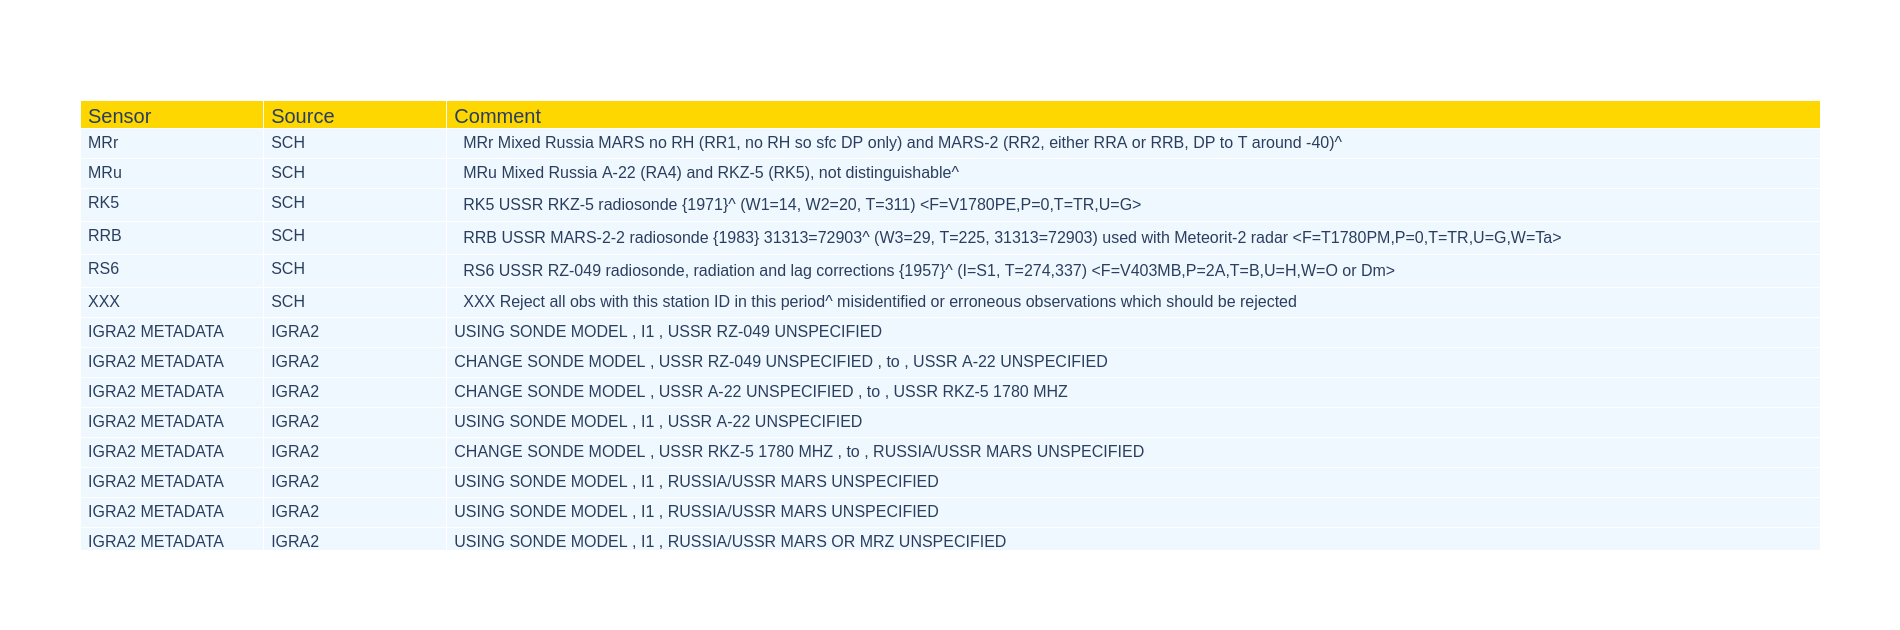 Sensor Source Comment
MRr SCH MRr Mixed Russia MARS no RH (RR1, no RH so sfc DP only) and MARS-2 (RR2, either RRA or RRB, DP to T around -40)^
MRu SCH MRu Mixed Russia A-22 (RA4) and RKZ-5 (RK5), not distinguishable^
RK5 SCH RK5 USSR RKZ-5 radiosonde {1971}^ (W1=14, W2=20, T=311) <F=V1780PE,P=0,T=TR,U=G>
RRB SCH RRB USSR MARS-2-2 radiosonde {1983} 31313=72903^ (W3=29, T=225, 31313=72903) used with Meteorit-2 radar <F=T1780PM,P=0,T=TR,U=G,W=Ta>
RS6 SCH RS6 USSR RZ-049 radiosonde, radiation and lag corrections {1957}^ (I=S1, T=274,337) <F=V403MB,P=2A,T=B,U=H,W=O or Dm>
XXX SCH XXX Reject all obs with this station ID in this period^ misidentified or erroneous observations which should be rejected
IGRA2 METADATA IGRA2 USING SONDE MODEL , I1 , USSR RZ-049 UNSPECIFIED
IGRA2 METADATA IGRA2 CHANGE SONDE MODEL , USSR RZ-049 UNSPECIFIED , to , USSR A-22 UNSPECIFIED
IGRA2 METADATA IGRA2 CHANGE SONDE MODEL , USSR A-22 UNSPECIFIED , to , USSR RKZ-5 1780 MHZ
IGRA2 METADATA IGRA2 USING SONDE MODEL , I1 , USSR A-22 UNSPECIFIED
IGRA2 METADATA IGRA2 CHANGE SONDE MODEL , USSR RKZ-5 1780 MHZ , to , RUSSIA/USSR MARS UNSPECIFIED
IGRA2 METADATA IGRA2 USING SONDE MODEL , I1 , RUSSIA/USSR MARS UNSPECIFIED
IGRA2 METADATA IGRA2 USING SONDE MODEL , I1 , RUSSIA/USSR MARS UNSPECIFIED
IGRA2 METADATA IGRA2 USING SONDE MODEL , I1 , RUSSIA/USSR MARS OR MRZ UNSPECIFIED